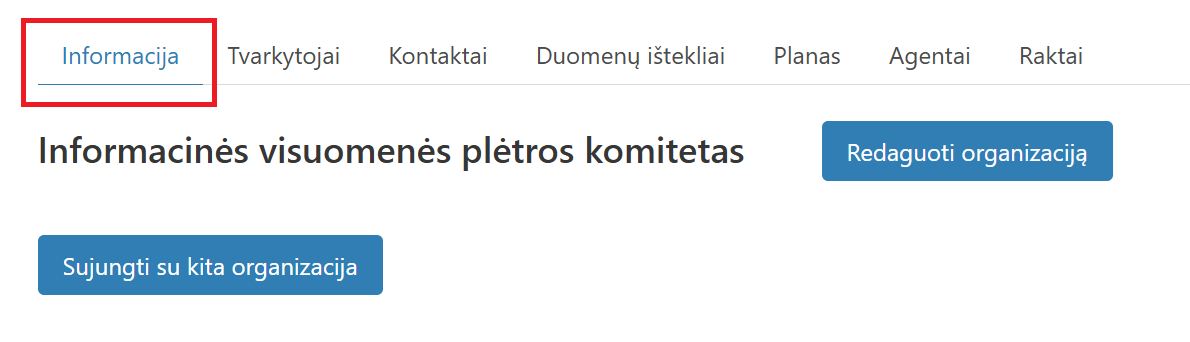 Informacija Tvarkytojai Kontaktai Duomenų ištekliai Planas Agentai Raktai
Informacinės visuomenės plėtros komitetas Redaguoti organizaciją
Sujungti su kita organizacija